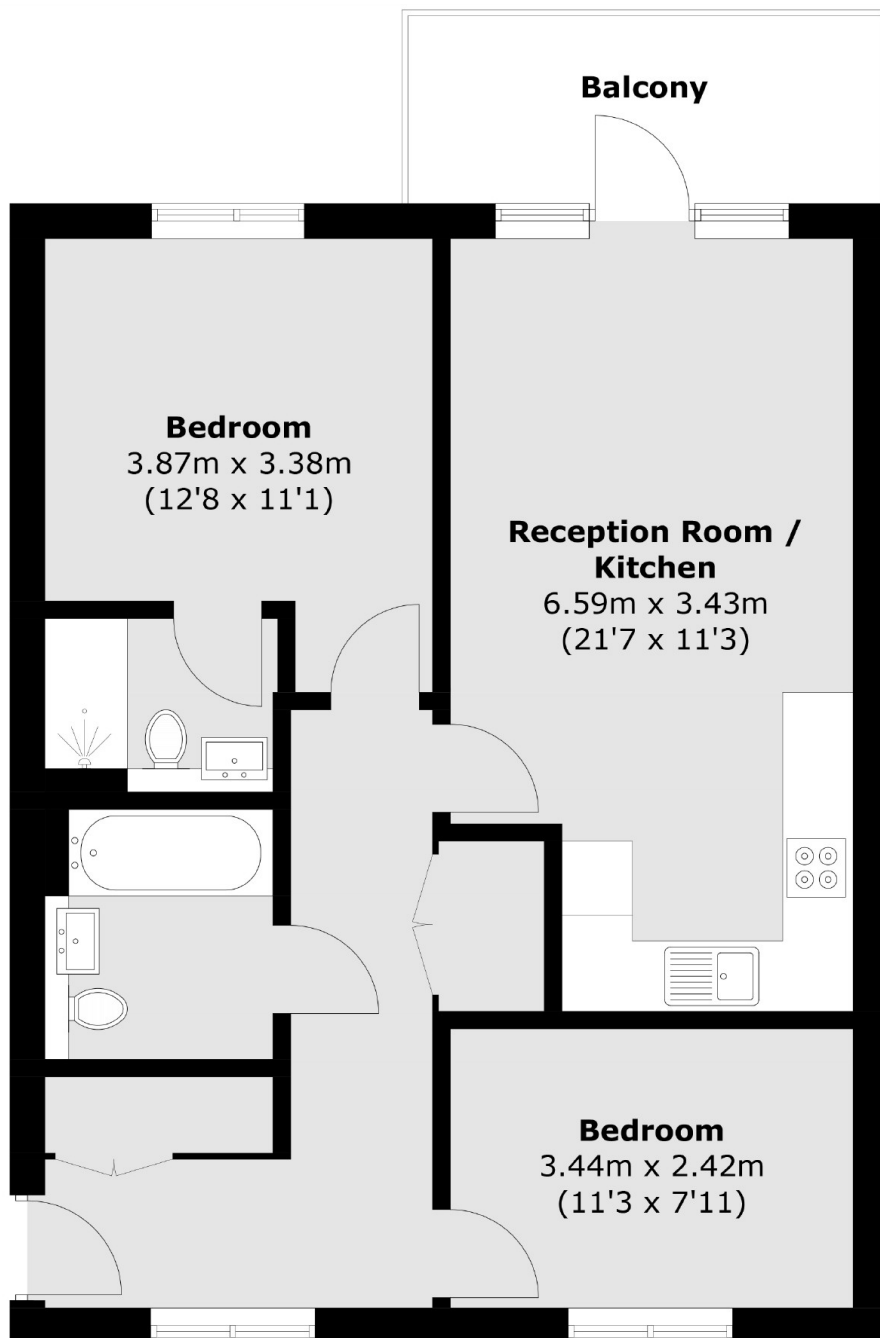 Balcony
Bedroom
3.87m x 3.38m
(12'8 x 11'1)
Reception Room /
Kitchen
6.59m x 3.43m
(21'7 x 11'3)
Bedroom
3.44m x 2.42m
(11'3 x 7'11)